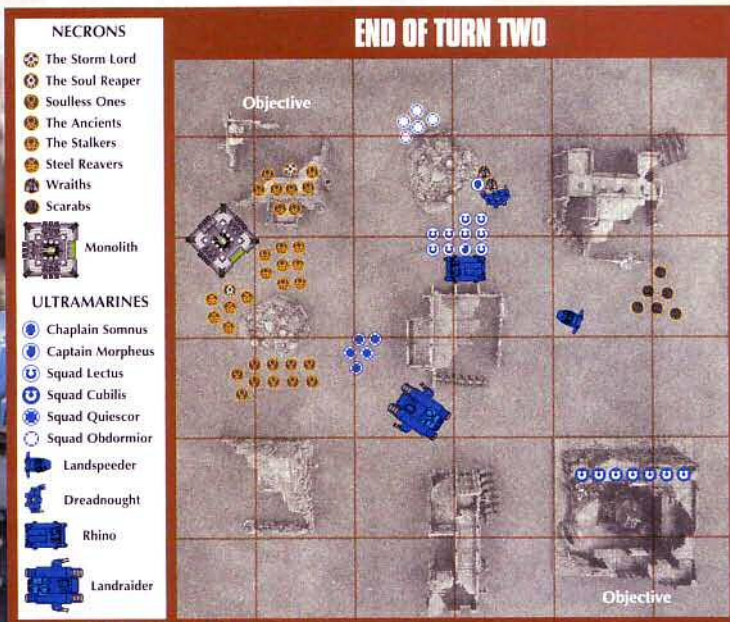 NECRONS
The Storm Lord
The Soul Reaper
Soulless Ones
The Ancients
The Stalkers
Steel Reavers
Wraiths
Scarabs
Monolith
ULTRAMARINES
Chaplain Somnus
Captain Morpheus
Squad Lectus
Squad Cubilis
Squad Quiescor
Squad Obdormior
Landspeeder
Dreadnought
Rhino
Landraider
END OF TURN TWO
Objective
Objective